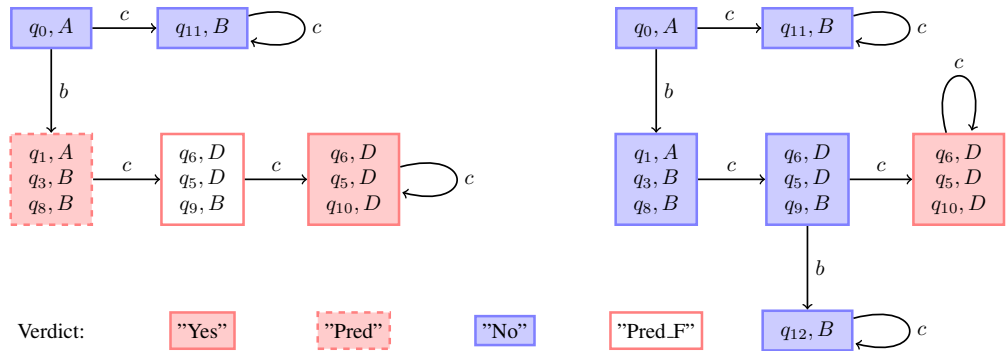 q0, A c q11, B c
b
q1, A
q3, B
q8, B
c
q6, D
q5, D
q9, B
c
q6, D
q5, D
q10, D
c
q0, A c q11, B c
b
c
q1, A
q3, B
q8, B
c
q6, D
q5, D
q9, B
c
q6, D
q5, D
q10, D
b
q12, B c
Verdict: "Yes" "Pred" "No" "Pred_F"